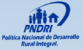 PNDRI
Política Nacional de Desarrollo
Rural Integral.